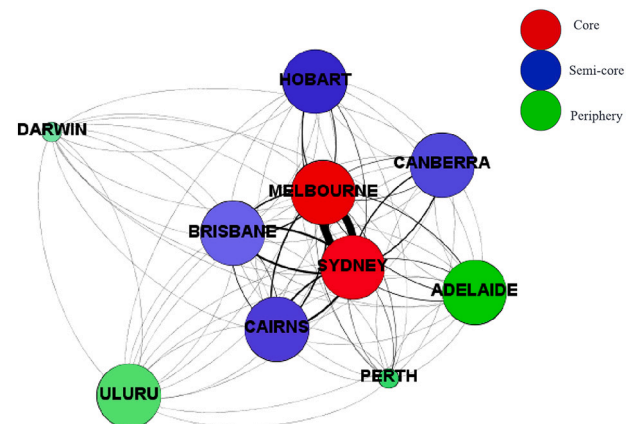 Core
Semi-core
Periphery
HOBART
DARWIN
CANBERRA
MELBOURNE
BRISBANE
SYDNEY
ADELAIDE
CAIRNS
PERTH
ULURU